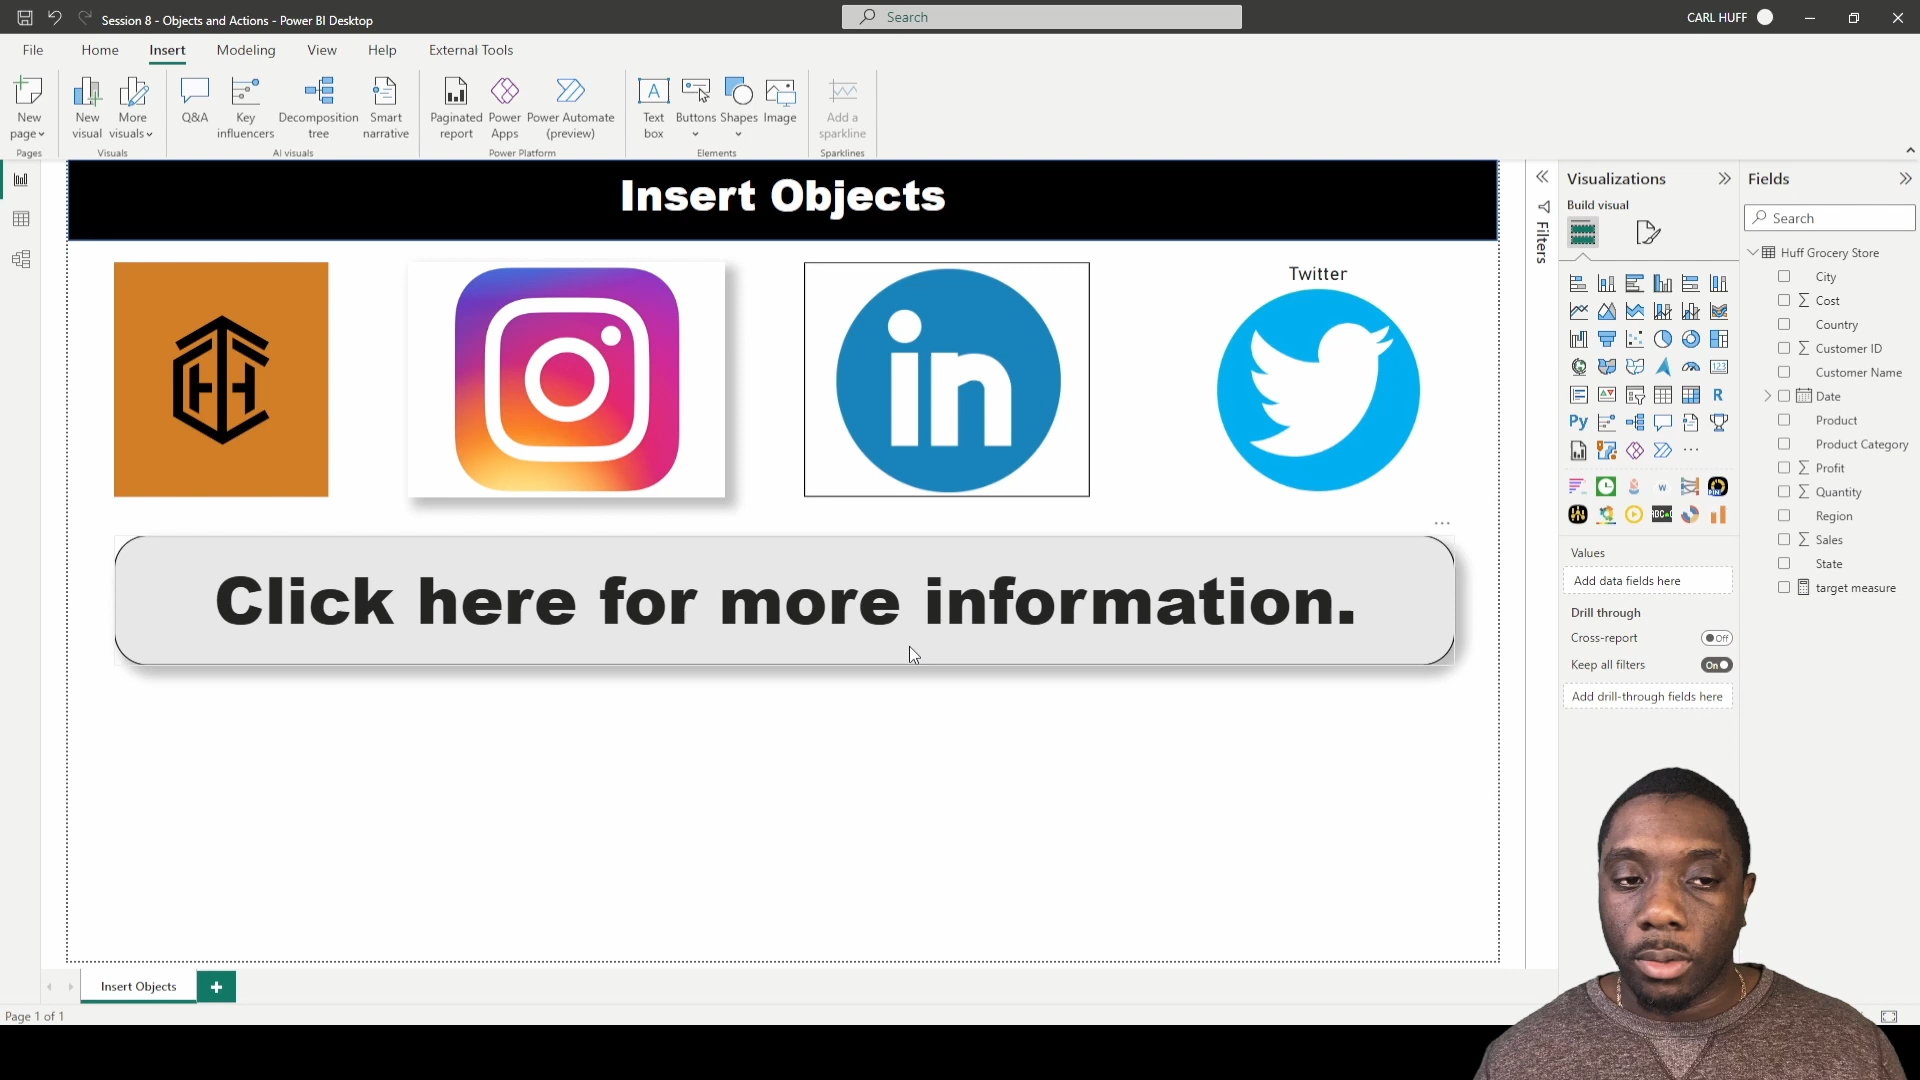 Session 8 - Objects and Actions - Power BI Desktop
Search
CARL HUFF
File Home Insert Modeling View Help External Tools
New page
New visual
More visuals
Q&A
Key influencers
Decomposition tree
Smart narrative
Paginated report
Power Apps
Power Automate (preview)
Text box
Buttons
Shapes
Image
Add a sparkline
Pages
Visuals
AI visuals
Power Platform
Elements
Sparklines
Insert Objects
Twitter
in
Click here for more information.
Filters
Visualizations
Build visual
123
R
Py
Values
Add data fields here
Drill through
Cross-report
Off
Keep all filters
On
Add drill-through fields here
Fields
Search
Huff Grocery Store
City
Cost
Country
Customer ID
Customer Name
Date
Product
Product Category
Profit
Quantity
Region
Sales
State
target measure
Insert Objects
Page 1 of 1